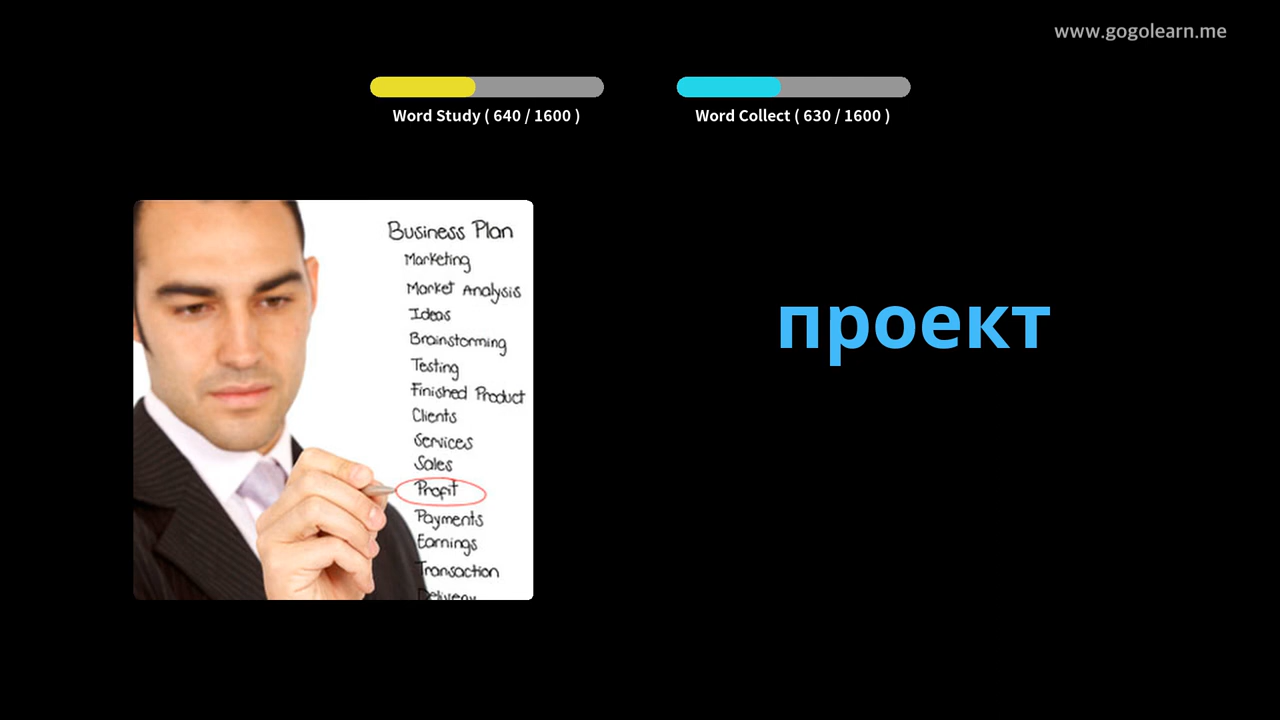 www.gogolearn.me
Word Study ( 640 / 1600 )
Word Collect ( 630 / 1600 )
Business Plan
Marketing
Market Analysis
Ideas
Brainstorming
Testing
Finished Product
Clients
Services
Sales
Profit
Payments
Earnings
Transaction
Delivery
проект